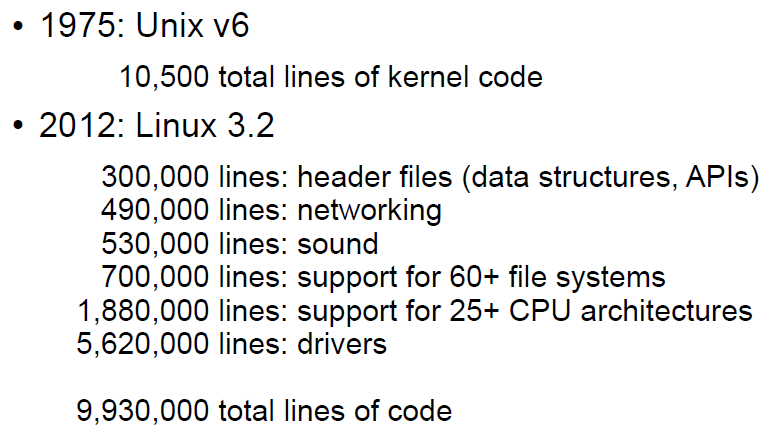 • 1975: Unix v6
10,500 total lines of kernel code
• 2012: Linux 3.2
300,000 lines: header files (data structures, APIs)
490,000 lines: networking
530,000 lines: sound
700,000 lines: support for 60+ file systems
1,880,000 lines: support for 25+ CPU architectures
5,620,000 lines: drivers
9,930,000 total lines of code